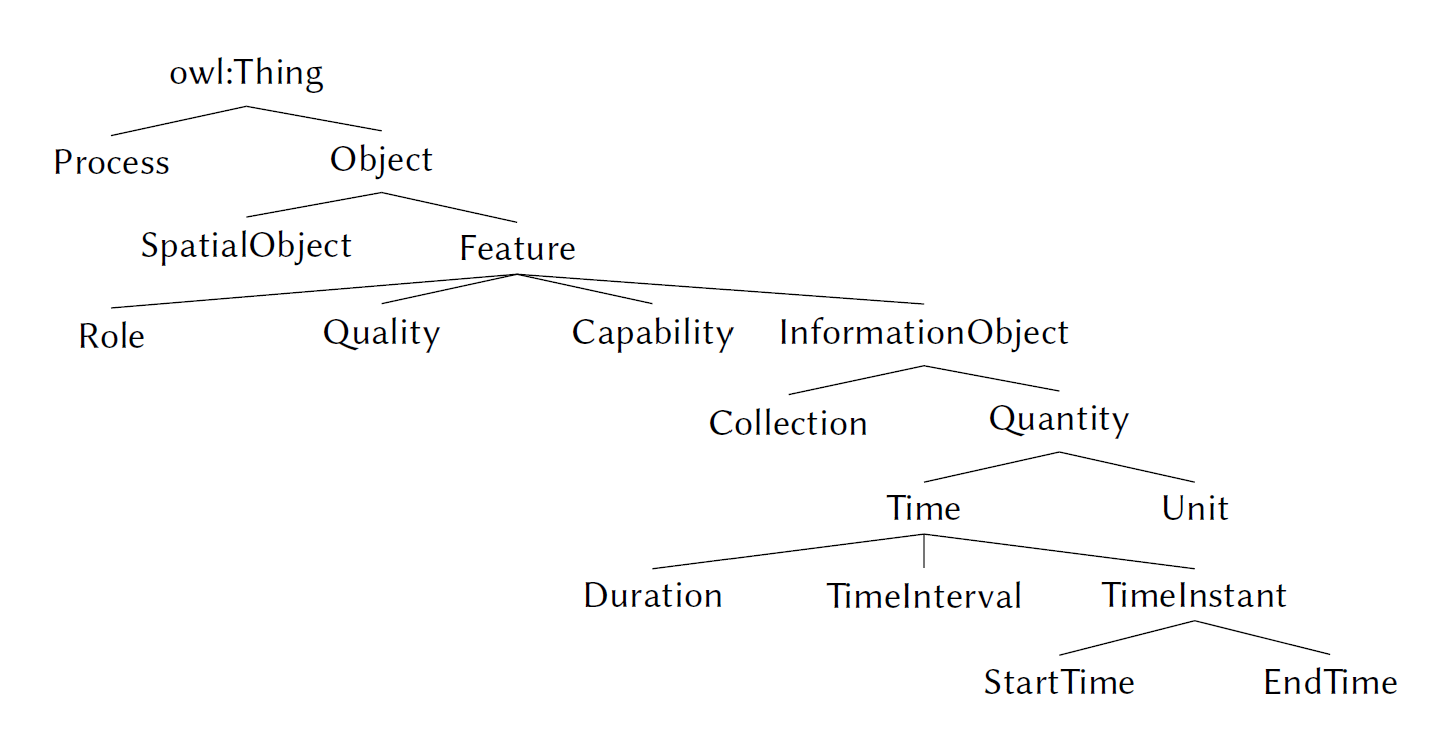 owl:Thing
Process Object
SpatialObject Feature
Role Quality Capability InformationObject
Collection Quantity
Time Unit
Duration TimeInterval TimeInstant
StartTime EndTime